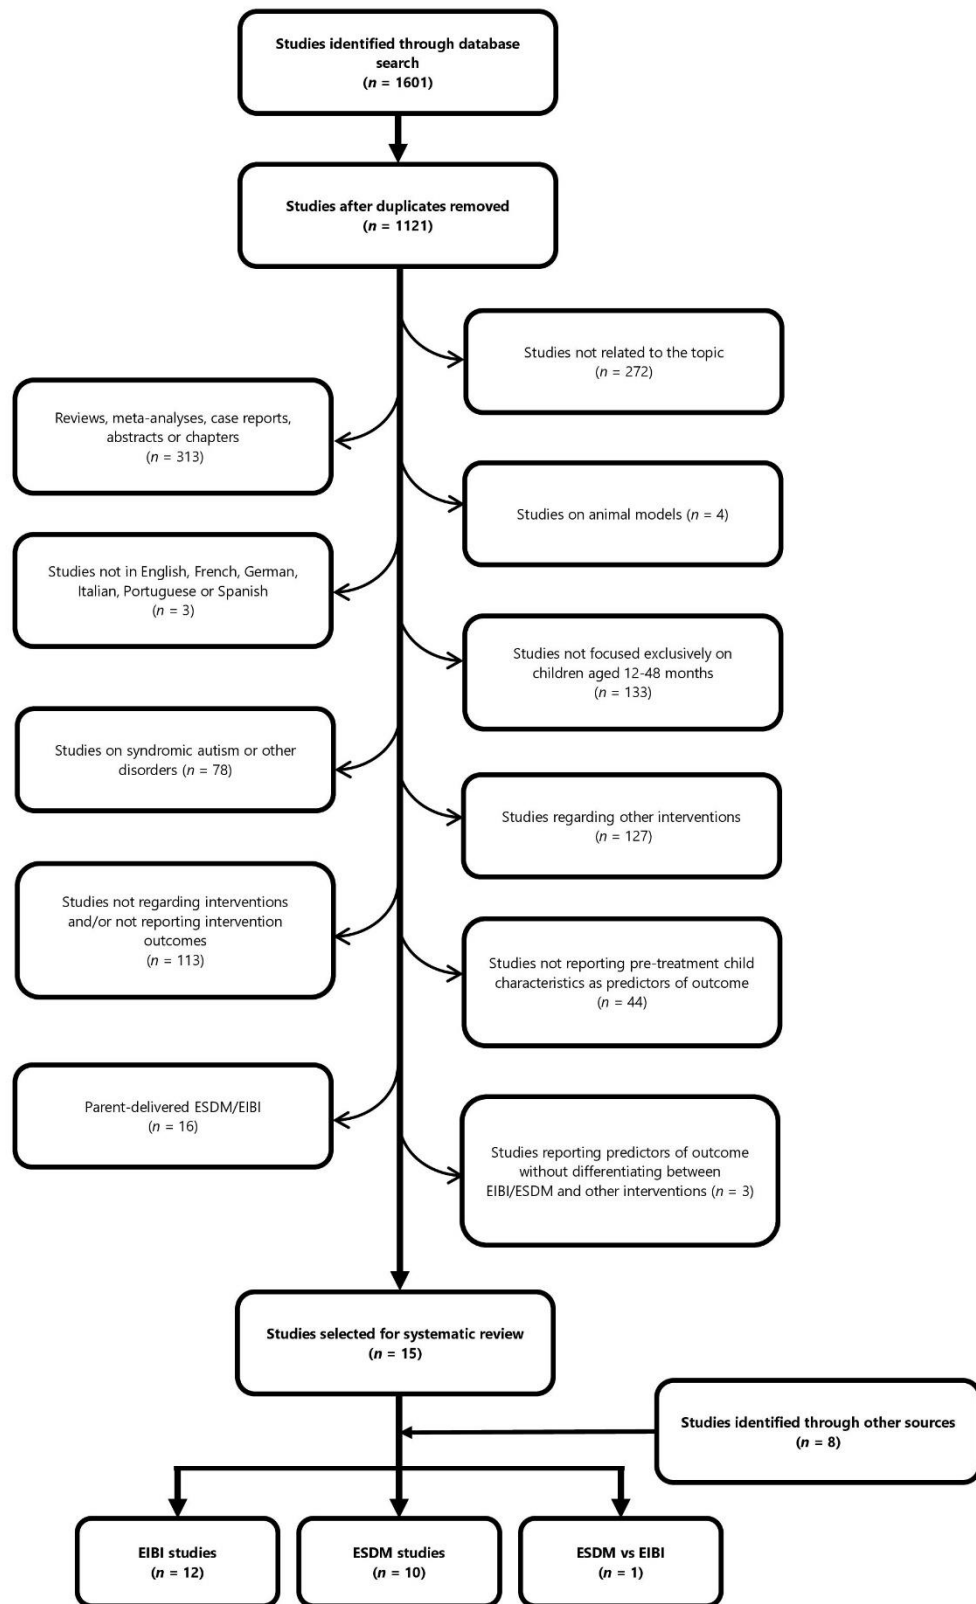 Studies identified through database
search
(n = 1601)
Studies after duplicates removed
(n = 1121)
Studies not related to the topic
(n = 272)
Reviews, meta-analyses, case reports,
abstracts or chapters
(n = 313)
Studies on animal models (n = 4)
Studies not in English, French, German,
Italian, Portuguese or Spanish
(n = 3)
Studies not focused exclusively on
children aged 12-48 months
(n = 133)
Studies on syndromic autism or other
disorders (n = 78)
Studies regarding other interventions
(n = 127)
Studies not regarding interventions
and/or not reporting intervention
outcomes
(n = 113)
Studies not reporting pre-treatment child
characteristics as predictors of outcome
(n = 44)
Parent-delivered ESDM/EIBI
(n = 16)
Studies reporting predictors of outcome
without differentiating between
EIBI/ESDM and other interventions (n = 3)
Studies selected for systematic review
(n = 15)
Studies identified through other sources
(n = 8)
EIBI studies
(n = 12)
ESDM studies
(n = 10)
ESDM vs EIBI
(n = 1)